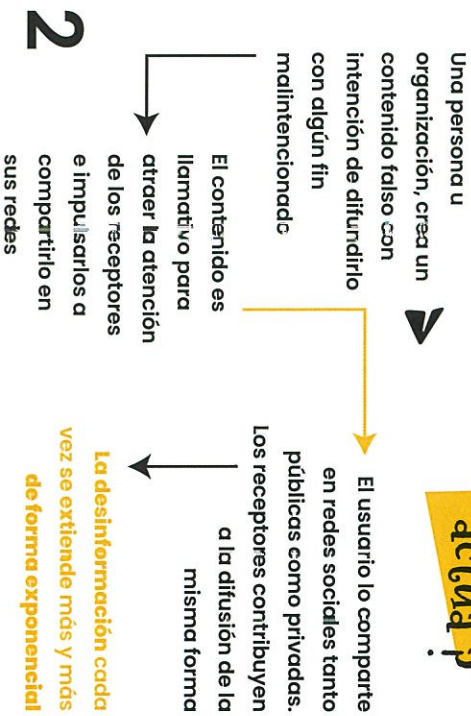 actúa?
Una persona u
organización, crea un
contenido falso con
intención de difundirlo
con algún fin
malintencionado
El contenido es
llamativo para
atraer la atención
de los receptores
e impulsarlos a
compartirlo en
sus redes
El usuario lo comparte
en redes sociales tanto
públicas como privadas.
Los receptores contribuyen
a la difusión de la
misma forma
La desinformación cada
vez se extiende más y más
de forma exponencial
2